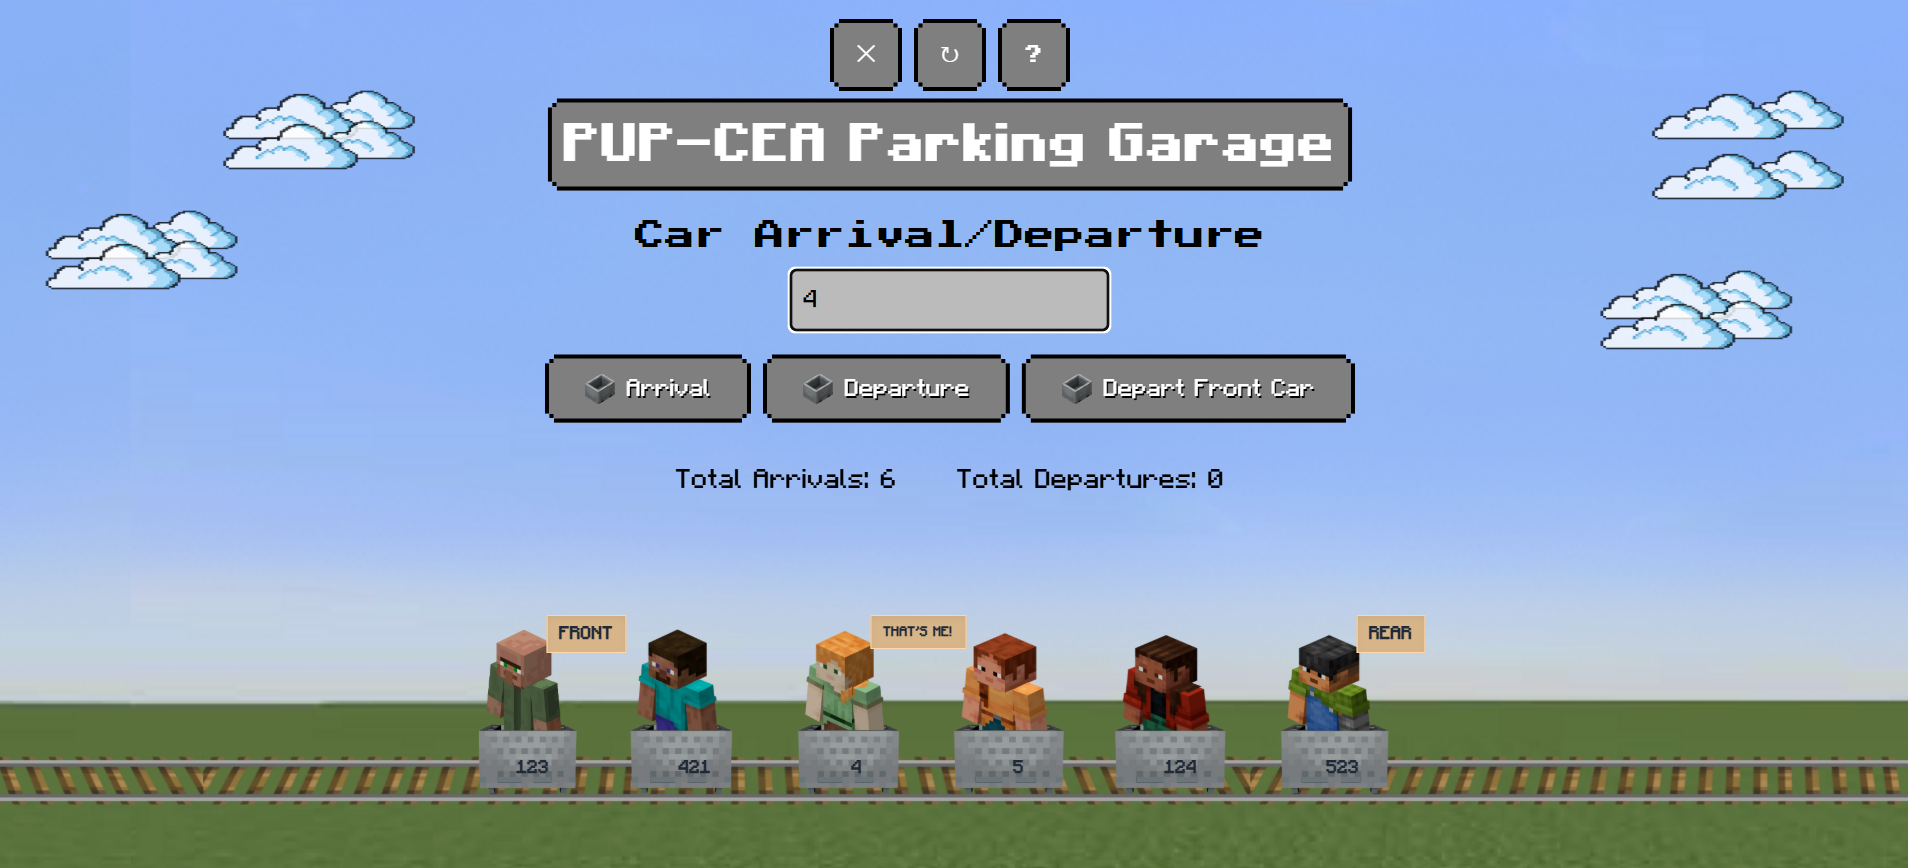 × ↻ ?
PUP-CEA Parking Garage
Car Arrival/Departure
4
Arrival Departure Depart Front Car
Total Arrivals: 6 Total Departures: 0
FRONT THAT'S ME! REAR
123 421 4 5 124 523